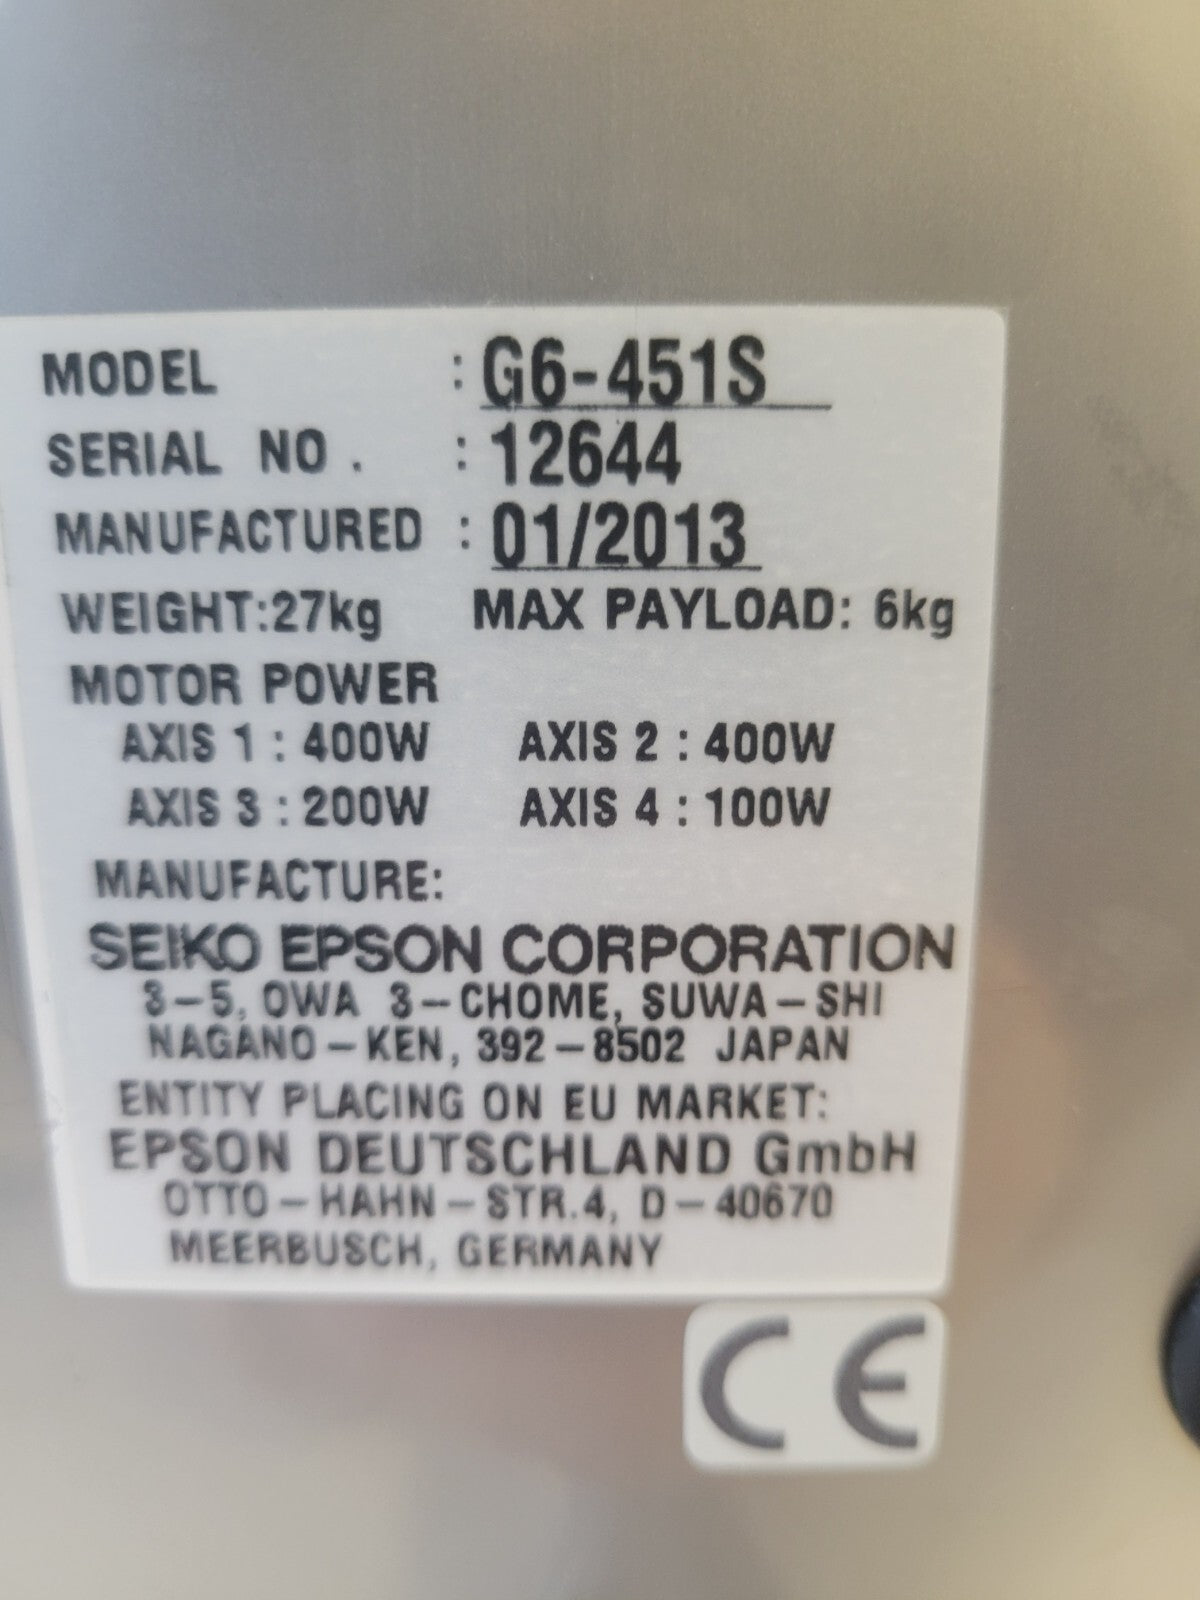 MODEL : G6-451S
SERIAL NO. : 12644
MANUFACTURED : 01/2013
WEIGHT:27kg MAX PAYLOAD: 6kg
MOTOR POWER
AXIS 1 : 400W AXIS 2 : 400W
AXIS 3 : 200W AXIS 4 : 100W
MANUFACTURE:
SEIKO EPSON CORPORATION
3-5, OWA 3-CHOME, SUWA-SHI
NAGANO-KEN, 392-8502 JAPAN
ENTITY PLACING ON EU MARKET:
EPSON DEUTSCHLAND GmbH
OTTO-HAHN-STR.4, D-40670
MEERBUSCH, GERMANY
CE